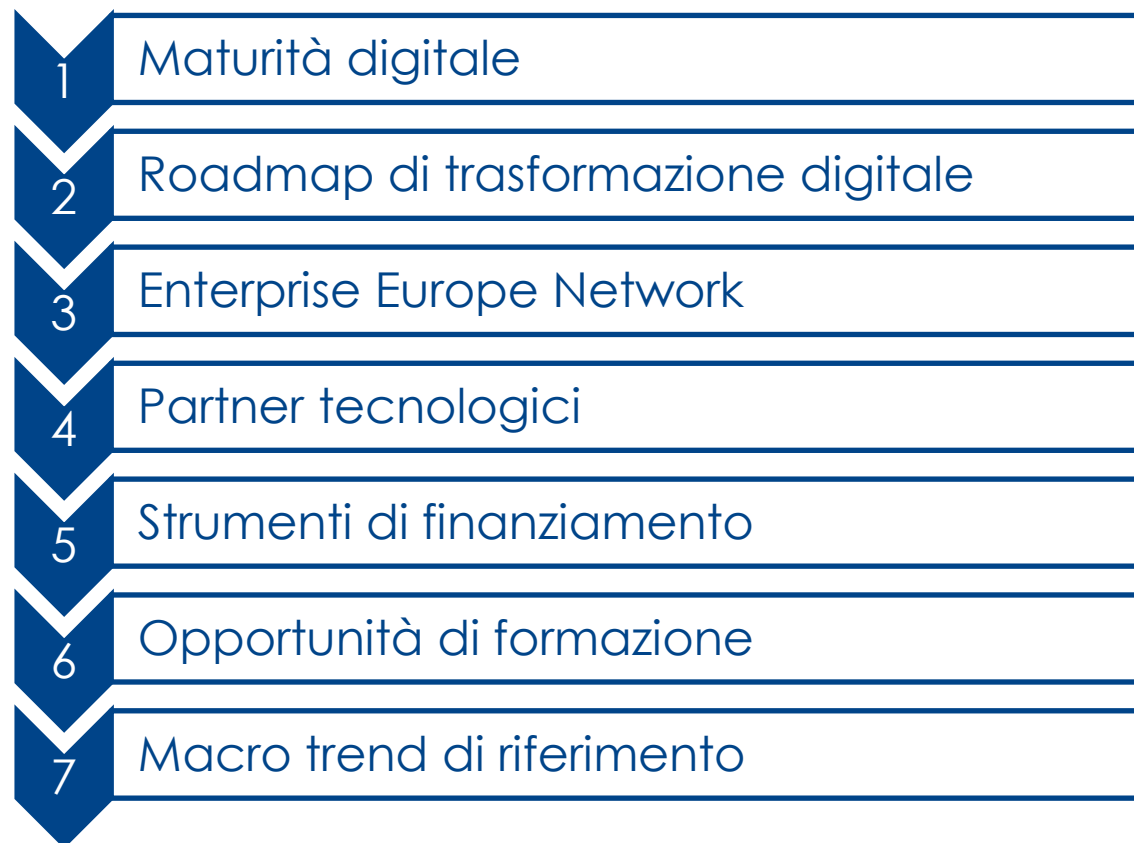 1 Maturità digitale
2 Roadmap di trasformazione digitale
3 Enterprise Europe Network
4 Partner tecnologici
5 Strumenti di finanziamento
6 Opportunità di formazione
7 Macro trend di riferimento